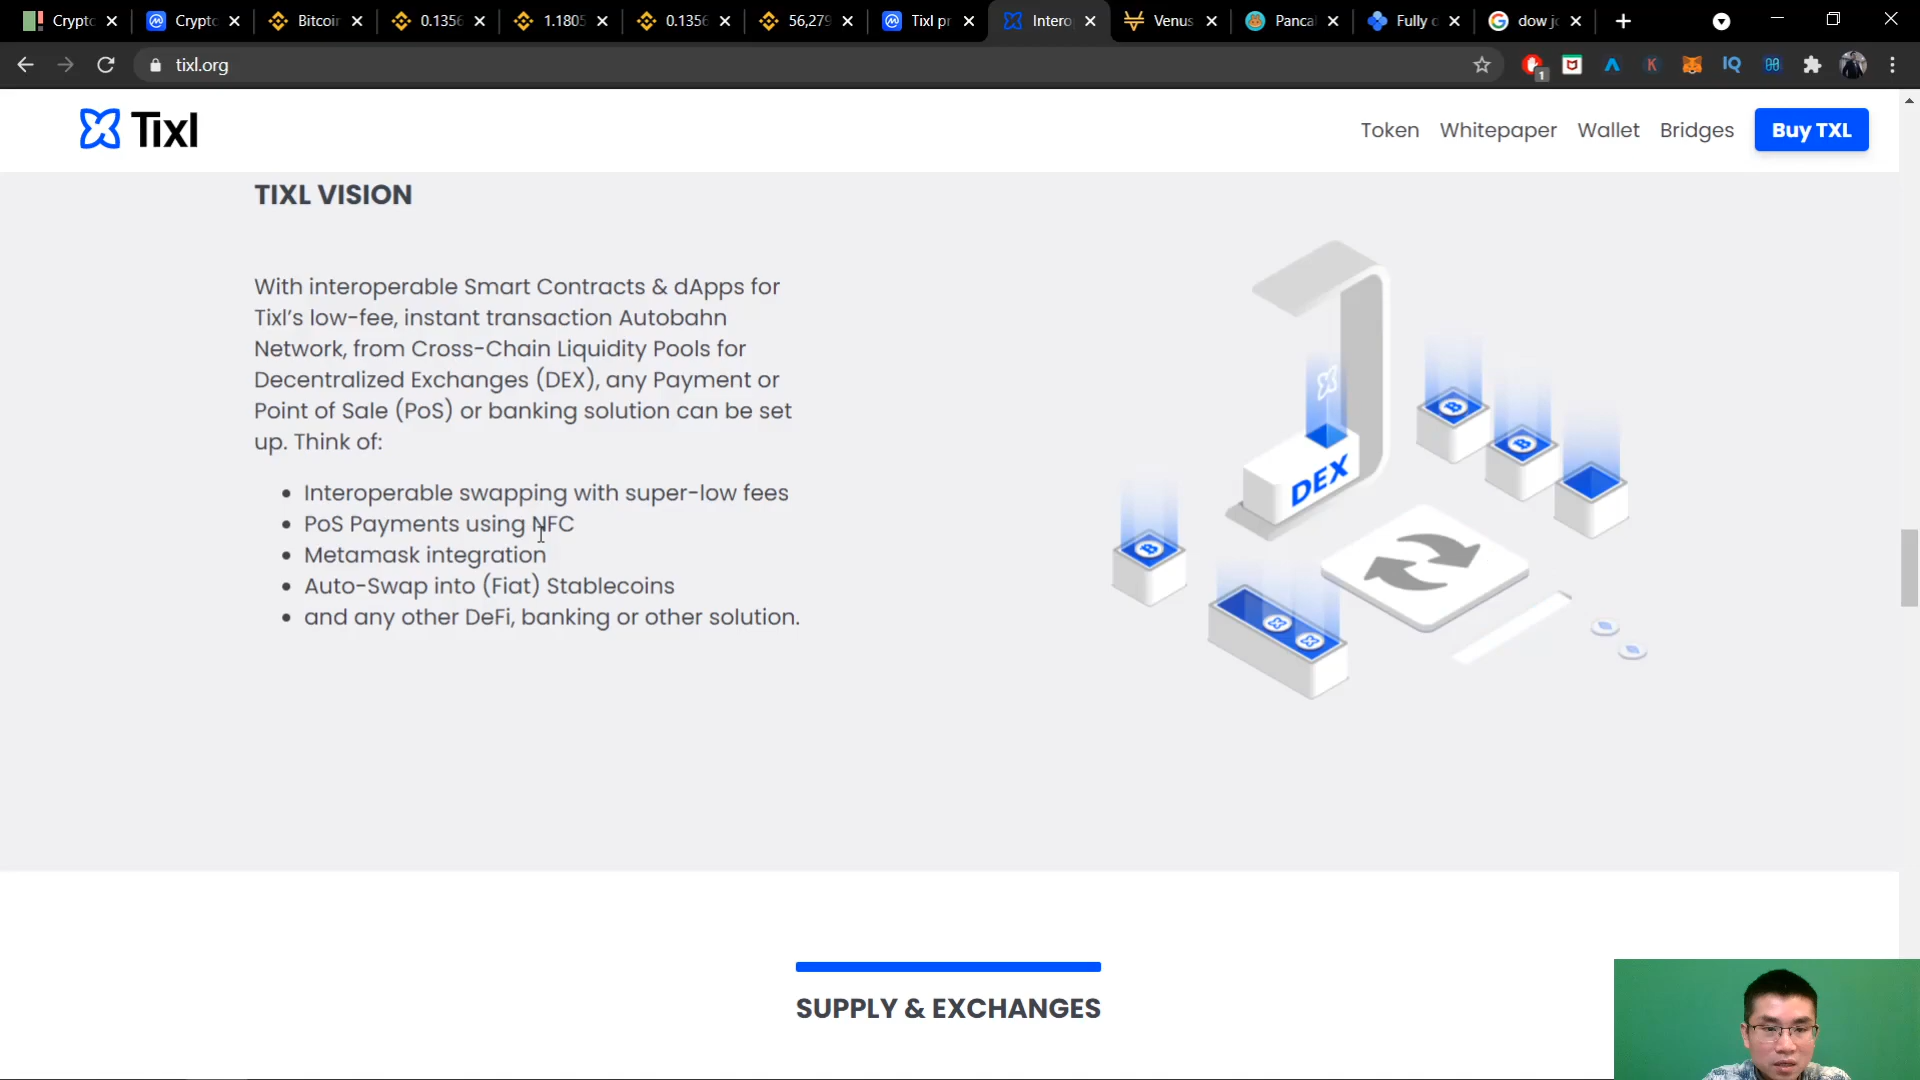 Crypto
Crypto
Bitcoin
0.1356
1.1805
0.1356
56,279
Tixl pr
Intero
Venus
Panca
Fully
dow jo
tixl.org
1
K
IQ
Tixl
Token
Whitepaper
Wallet
Bridges
Buy TXL
TIXL VISION
With interoperable Smart Contracts & dApps for
Tixl’s low-fee, instant transaction Autobahn
Network, from Cross-Chain Liquidity Pools for
Decentralized Exchanges (DEX), any Payment or
Point of Sale (PoS) or banking solution can be set
up. Think of:
Interoperable swapping with super-low fees
PoS Payments using NFC
Metamask integration
Auto-Swap into (Fiat) Stablecoins
and any other DeFi, banking or other solution.
DEX
SUPPLY & EXCHANGES